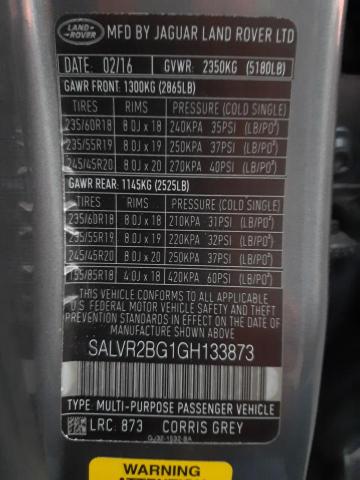 LAND-
ROVER
MFD BY JAGUAR LAND ROVER LTD
DATE: 02/16 GVWR: 2350KG (5180LB)
GAWR FRONT: 1300KG (2865LB)
TIRES RIMS PRESSURE (COLD SINGLE)
235/60R18 8.0J x 18 240KPA 35PSI (LB/PO²)
235/55R19 8.0J x 19 250KPA 37PSI (LB/PO²)
245/45R20 8.0J x 20 270KPA 40PSI (LB/PO²)
GAWR REAR: 1145KG (2525LB)
TIRES RIMS PRESSURE (COLD SINGLE)
235/60R18 8.0J x 18 210KPA 31PSI (LB/PO²)
235/55R19 8.0J x 19 220KPA 32PSI (LB/PO²)
245/45R20 8.0J x 20 250KPA 37PSI (LB/PO²)
155/85R18 4.0J x 18 420KPA 60PSI (LB/PO²)
THIS VEHICLE CONFORMS TO ALL APPLICABLE
U.S. FEDERAL MOTOR VEHICLE SAFETY AND THEFT
PREVENTION STANDARDS IN EFFECT ON THE DATE OF
MANUFACTURE SHOWN ABOVE.
SALVR2BG1GH133873
TYPE: MULTI-PURPOSE PASSENGER VEHICLE
LRC: 873 CORRIS GREY
GJ32-1532-BA
WARNING
ATTENTION